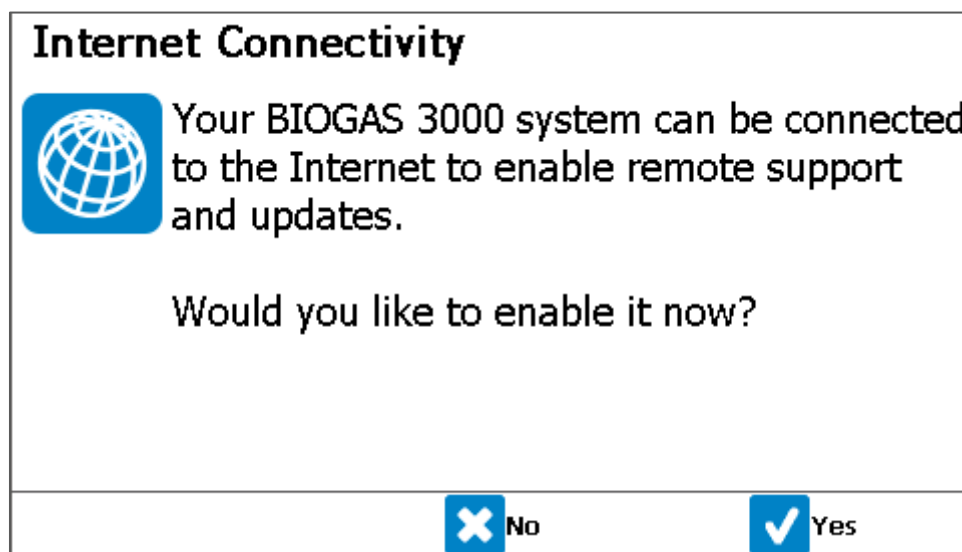 Internet Connectivity
Your BIOGAS 3000 system can be connected
to the Internet to enable remote support
and updates.
Would you like to enable it now?
No
Yes